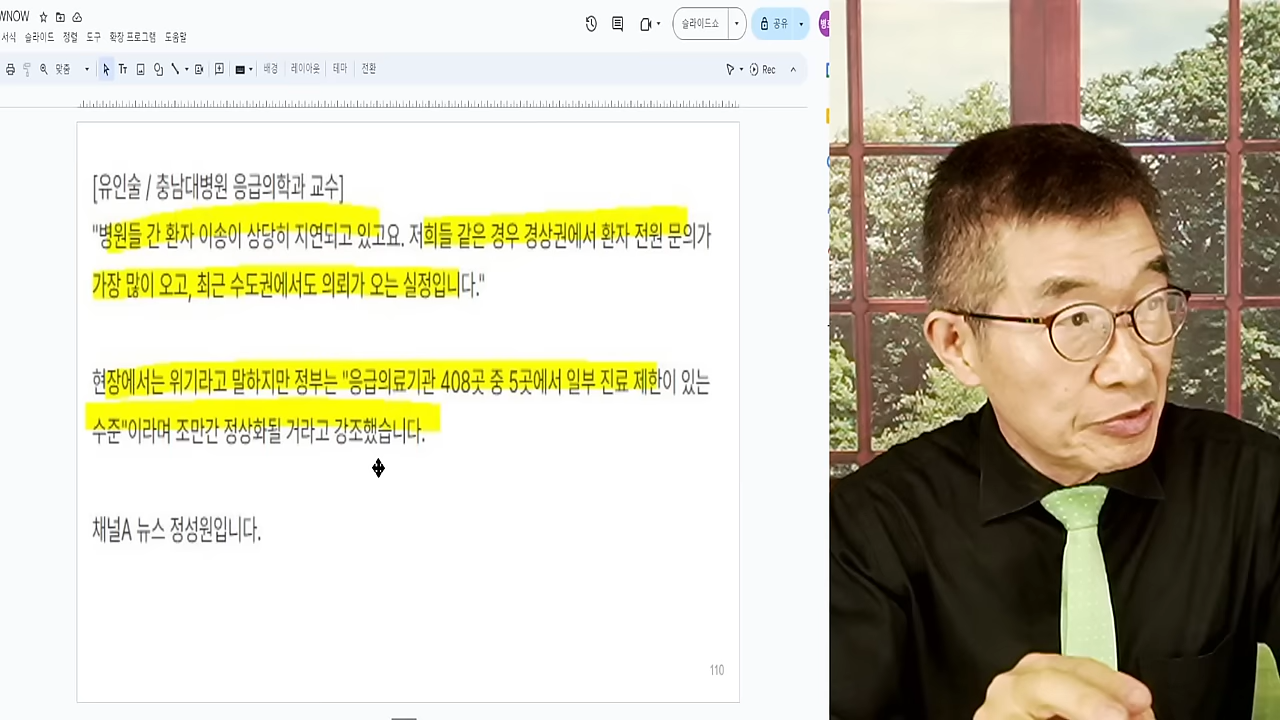 WNOW
서식 슬라이드 정렬 도구 확장 프로그램 도움말
슬라이드쇼
공유
맞춤
배경 레이아웃 테마 전환
Rec
[유인술 / 충남대병원 응급의학과 교수]
"병원들 간 환자 이송이 상당히 지연되고 있고요. 저희들 같은 경우 경상권에서 환자 전원 문의가
가장 많이 오고, 최근 수도권에서도 의뢰가 오는 실정입니다."
현장에서는 위기라고 말하지만 정부는 "응급의료기관 408곳 중 5곳에서 일부 진료 제한이 있는
수준"이라며 조만간 정상화될 거라고 강조했습니다.
채널A 뉴스 정성원입니다.
110